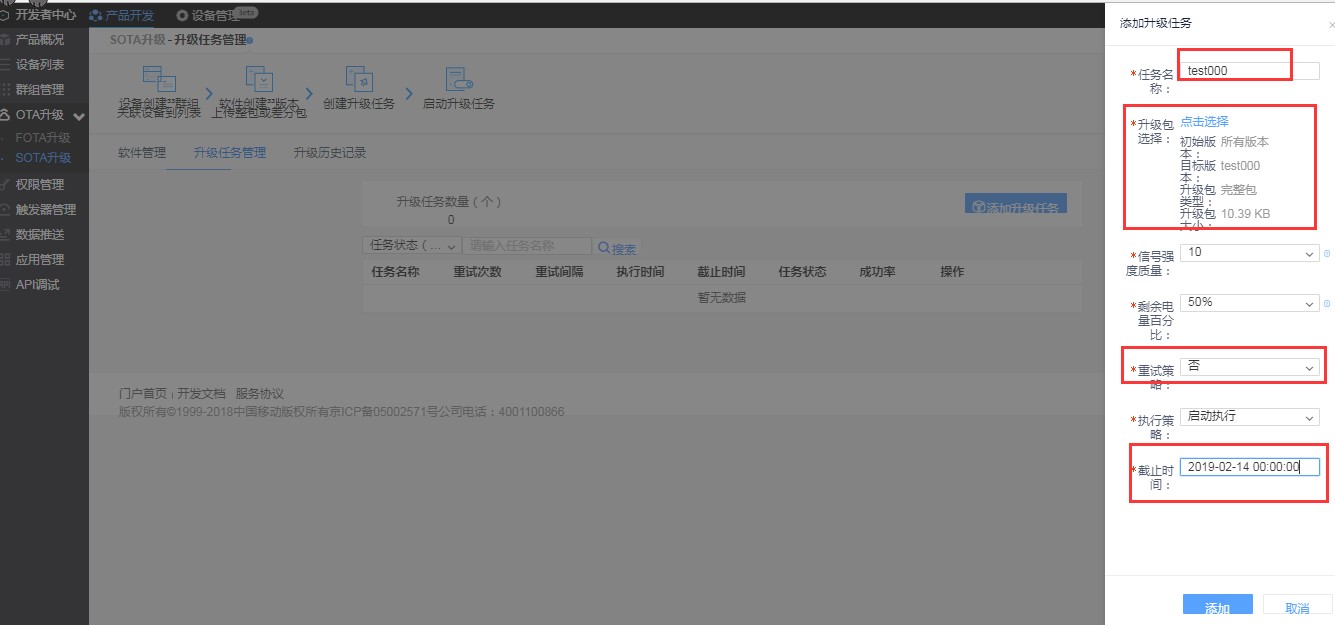 开发者中心 产品开发 设备管理 Beta
产品概况
设备列表
群组管理
OTA升级
FOTA升级
SOTA升级
权限管理
触发器管理
数据推送
应用管理
API调试
SOTA升级 - 升级任务管理
设备创建"群组 软件创建"版本 创建升级任务 启动升级任务
关联设备到列表 上传整包或差分包
软件管理 升级任务管理 升级历史记录
升级任务数量（个）
0
添加升级任务
任务状态（... 请输入任务名称 搜索
任务名称 重试次数 重试间隔 执行时间 截止时间 任务状态 成功率 操作
暂无数据
门户首页 | 开发文档 服务协议
版权所有©1999-2018中国移动版权所有京ICP备05002571号公司电话：4001100866
添加升级任务 ×
*任务名 test000
称：
*升级包 点击选择
选择：
初始版 所有版本
本：
目标版 test000
本：
升级包 完整包
类型：
升级包 10.39 KB
大小：
*信号强 10
度质量：
*剩余电 50%
量百分
比：
*重试策 否
略：
*执行策 启动执行
略：
*截止时 2019-02-14 00:00:00
间：
添加 取消